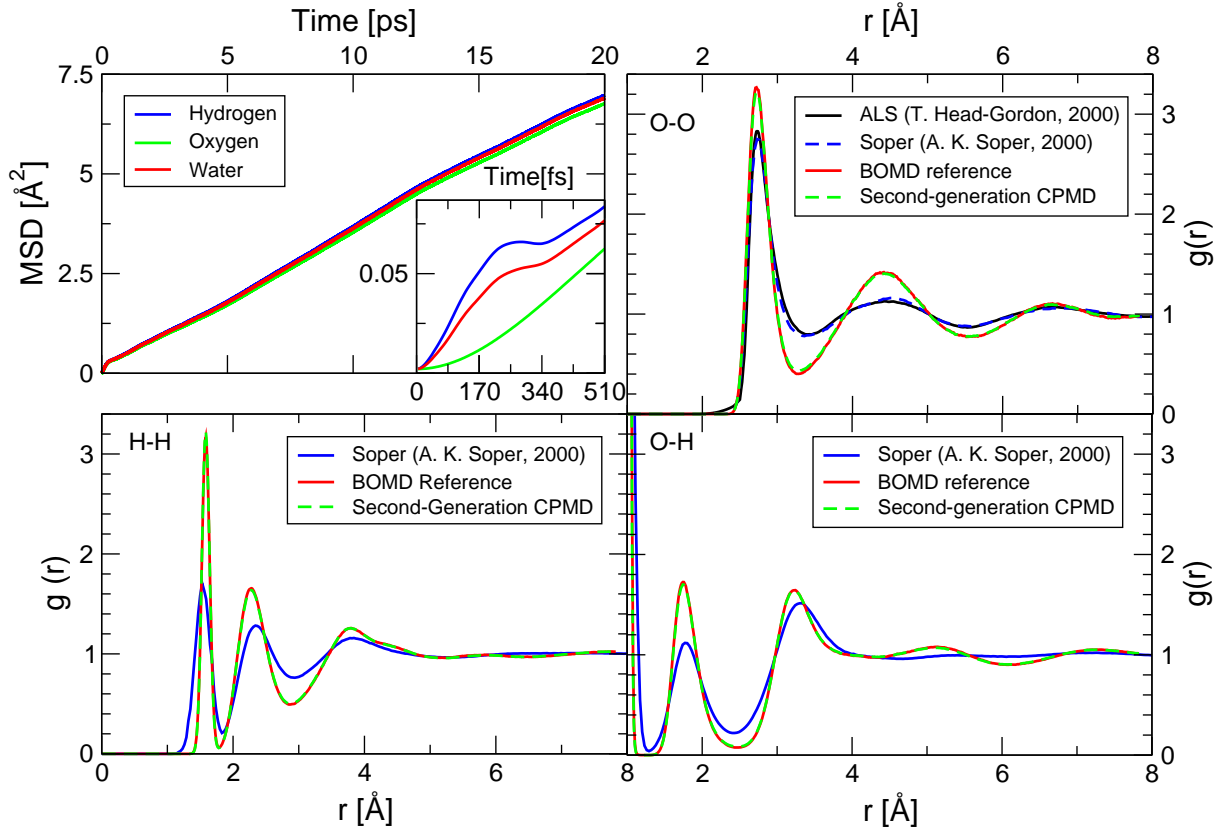 Time [ps]
0 5 10 15 20
7.5
5
2.5
0
MSD [Å²]
Hydrogen
Oxygen
Water
Time[fs]
0.05
0 170 340 510
r [Å]
0 2 4 6 8
O-O
ALS (T. Head-Gordon, 2000)
Soper (A. K. Soper, 2000)
BOMD reference
Second-generation CPMD
3
2
1
0
g(r)
H-H
Soper (A. K. Soper, 2000)
BOMD Reference
Second-Generation CPMD
3
2
1
0
g (r)
0 2 4 6 8
r [Å]
O-H
Soper (A. K. Soper, 2000)
BOMD reference
Second-generation CPMD
3
2
1
0
g(r)
2 4 6 8
r [Å]